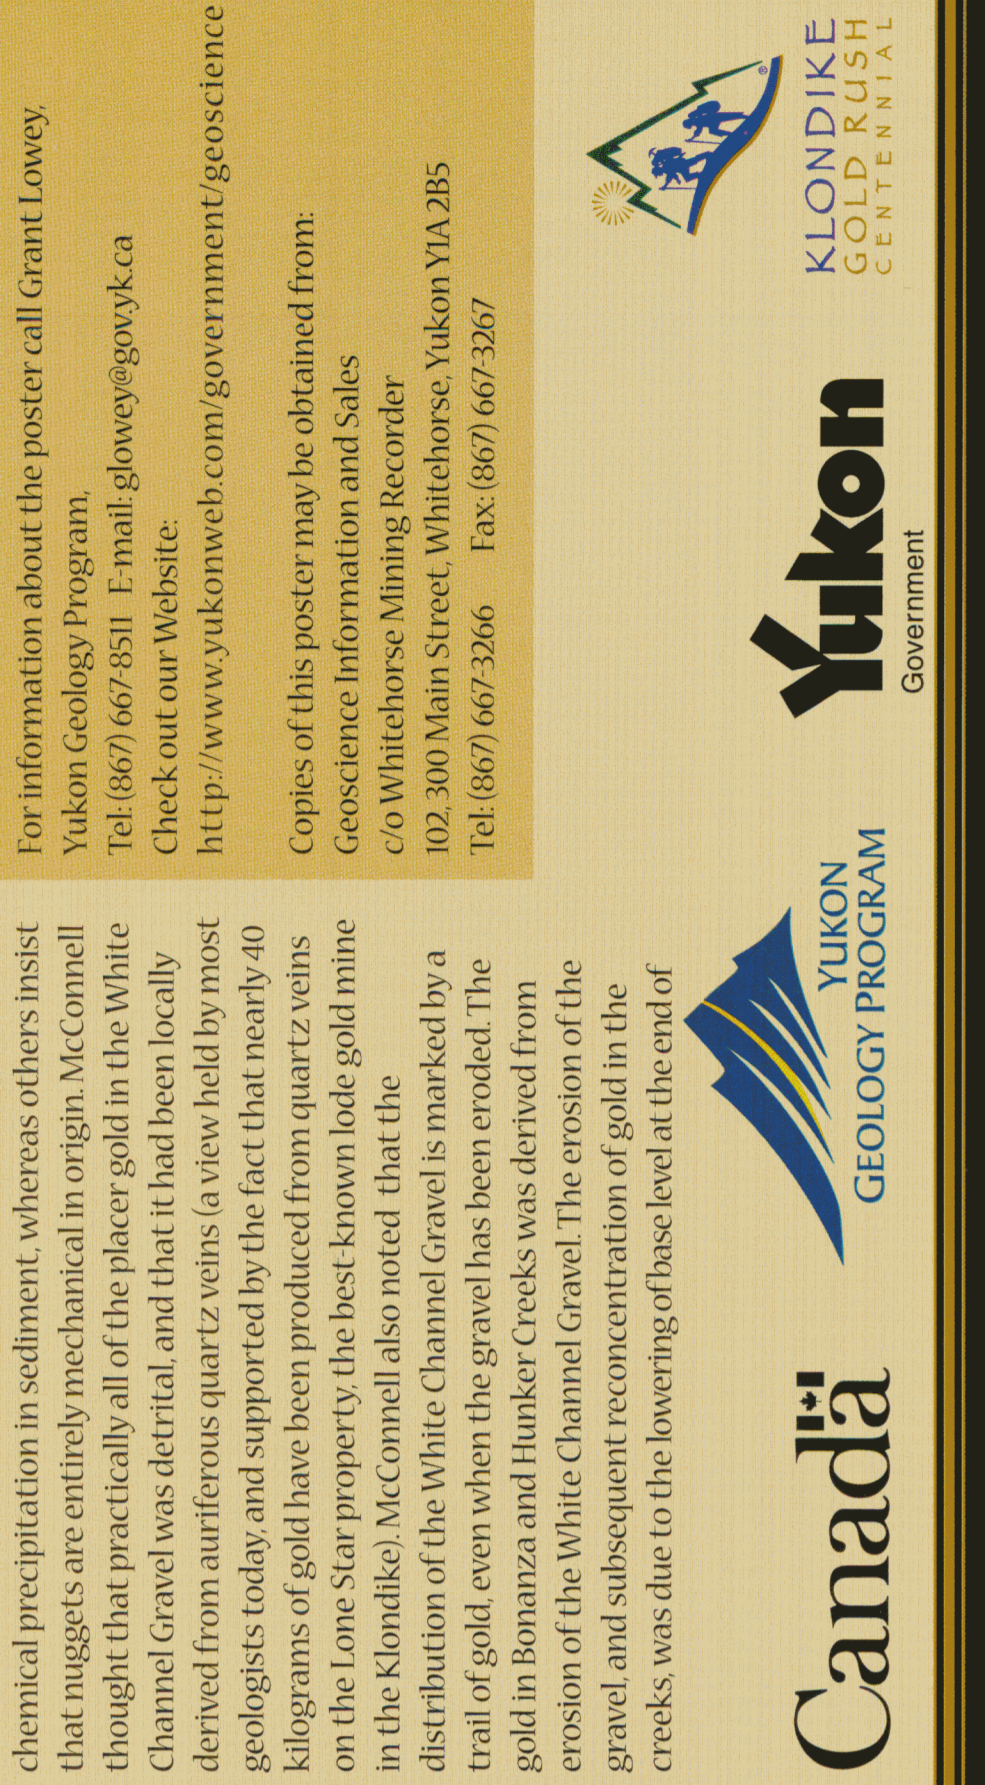 chemical precipitation in sediment, whereas others insist
that nuggets are entirely mechanical in origin. McConnell
thought that practically all of the placer gold in the White
Channel Gravel was detrital, and that it had been locally
derived from auriferous quartz veins (a view held by most
geologists today, and supported by the fact that nearly 40
kilograms of gold have been produced from quartz veins
on the Lone Star property, the best-known lode gold mine
in the Klondike). McConnell also noted that the
distribution of the White Channel Gravel is marked by a
trail of gold, even when the gravel has been eroded. The
gold in Bonanza and Hunker Creeks was derived from
erosion of the White Channel Gravel. The erosion of the
gravel, and subsequent reconcentration of gold in the
creeks, was due to the lowering of base level at the end of
For information about the poster call Grant Lowey,
Yukon Geology Program,
Tel: (867) 667-8511 E-mail: glowey@gov.yk.ca
Check out our Website:
http://www.yukonweb.com/government/geoscience
Copies of this poster may be obtained from:
Geoscience Information and Sales
c/o Whitehorse Mining Recorder
102, 300 Main Street, Whitehorse, Yukon Y1A 2B5
Tel: (867) 667-3266 Fax: (867) 667-3267
Canada
YUKON
GEOLOGY PROGRAM
Yukon
Government
®
KLONDIKE
GOLD RUSH
CENTENNIAL